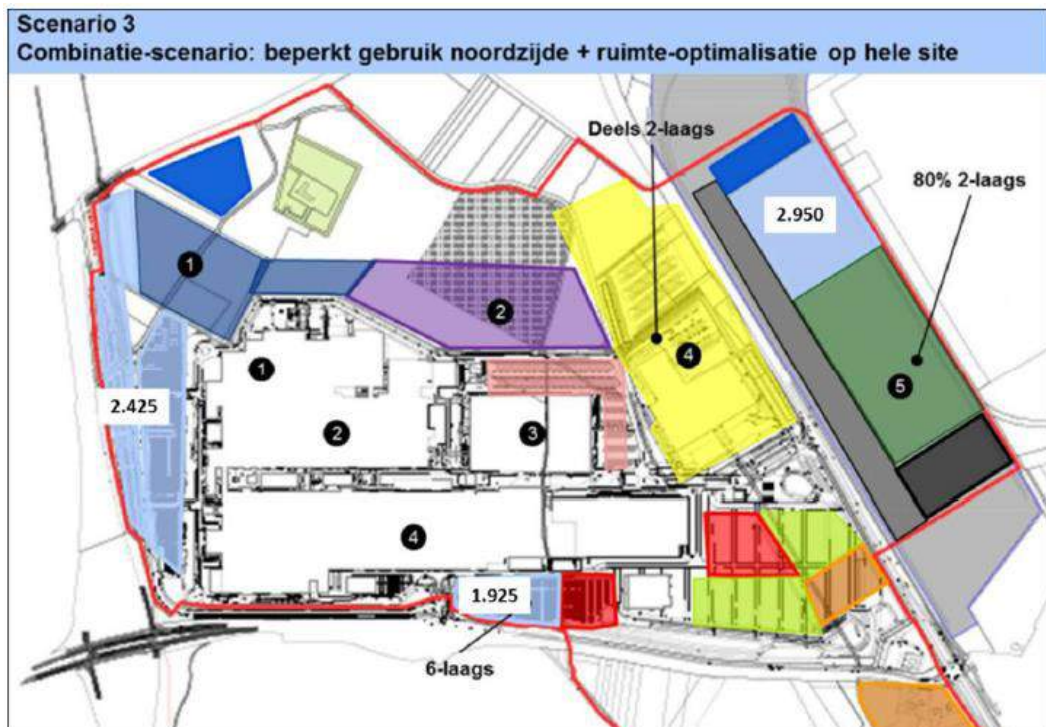 Scenario 3
Combinatie-scenario: beperkt gebruik noordzijde + ruimte-optimalisatie op hele site
Deels 2-laags
80% 2-laags
2.950
1
2
1
4
5
2.425
2
3
4
1.925
6-laags